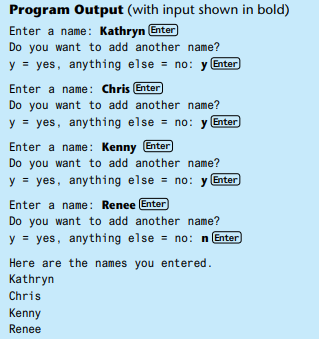 Program Output (with input shown in bold)
Enter a name: Kathryn Enter
Do you want to add another name?
y = yes, anything else = no: y Enter
Enter a name: Chris Enter
Do you want to add another name?
y = yes, anything else = no: y Enter
Enter a name: Kenny Enter
Do you want to add another name?
y = yes, anything else = no: y Enter
Enter a name: Renee Enter
Do you want to add another name?
y = yes, anything else = no: n Enter
Here are the names you entered.
Kathryn
Chris
Kenny
Renee